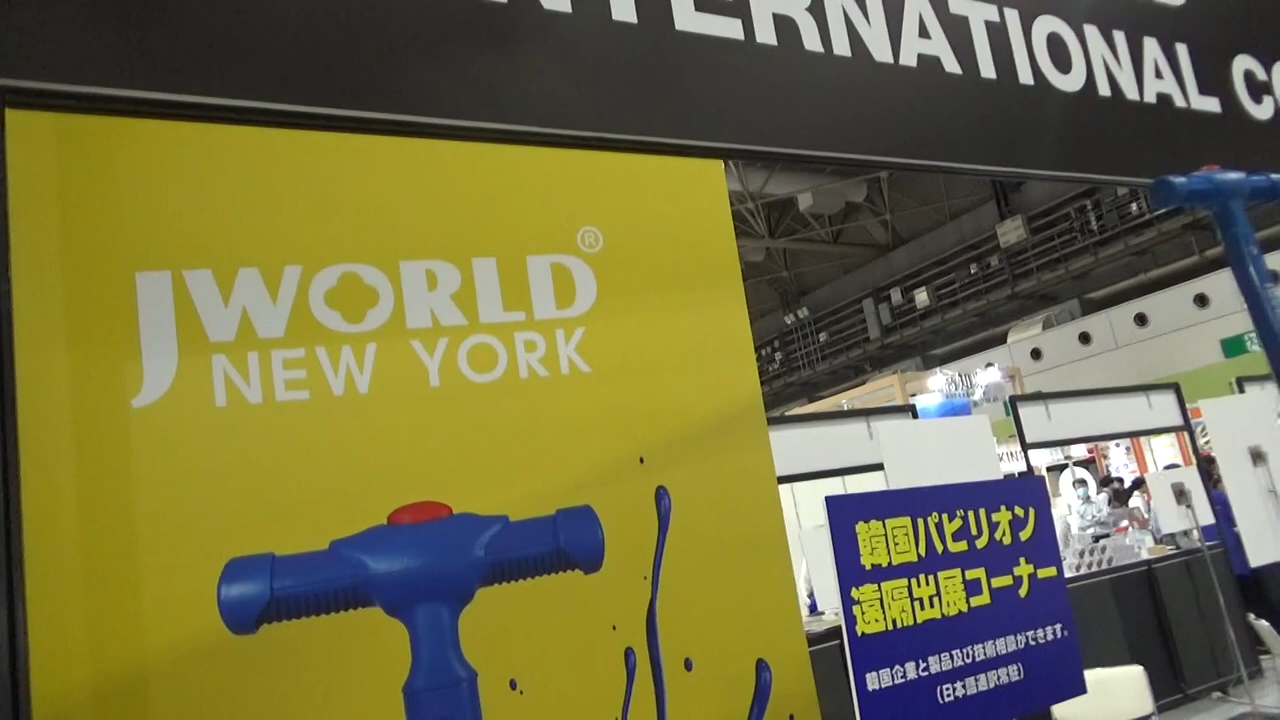 INTERNATIONAL
JWORLD®
NEW YORK
韓国パビリオン
遠隔出展コーナー
韓国企業と製品及び技術相談ができます。
(日本語通訳常駐)